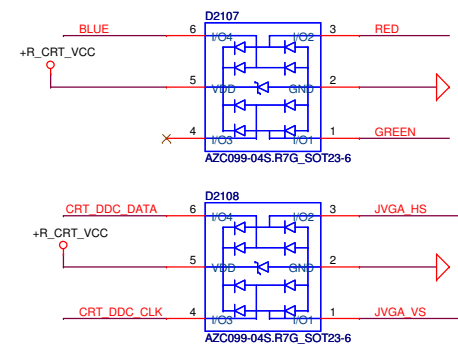 D2107
BLUE 6 I/O4 I/O2 3 RED
+R_CRT_VCC
5 VDD GND 2
4 I/O3 I/O1 1 GREEN
AZC099-04S.R7G_SOT23-6
D2108
CRT_DDC_DATA 6 I/O4 I/O2 3 JVGA_HS
+R_CRT_VCC
5 VDD GND 2
CRT_DDC_CLK 4 I/O3 I/O1 1 JVGA_VS
AZC099-04S.R7G_SOT23-6